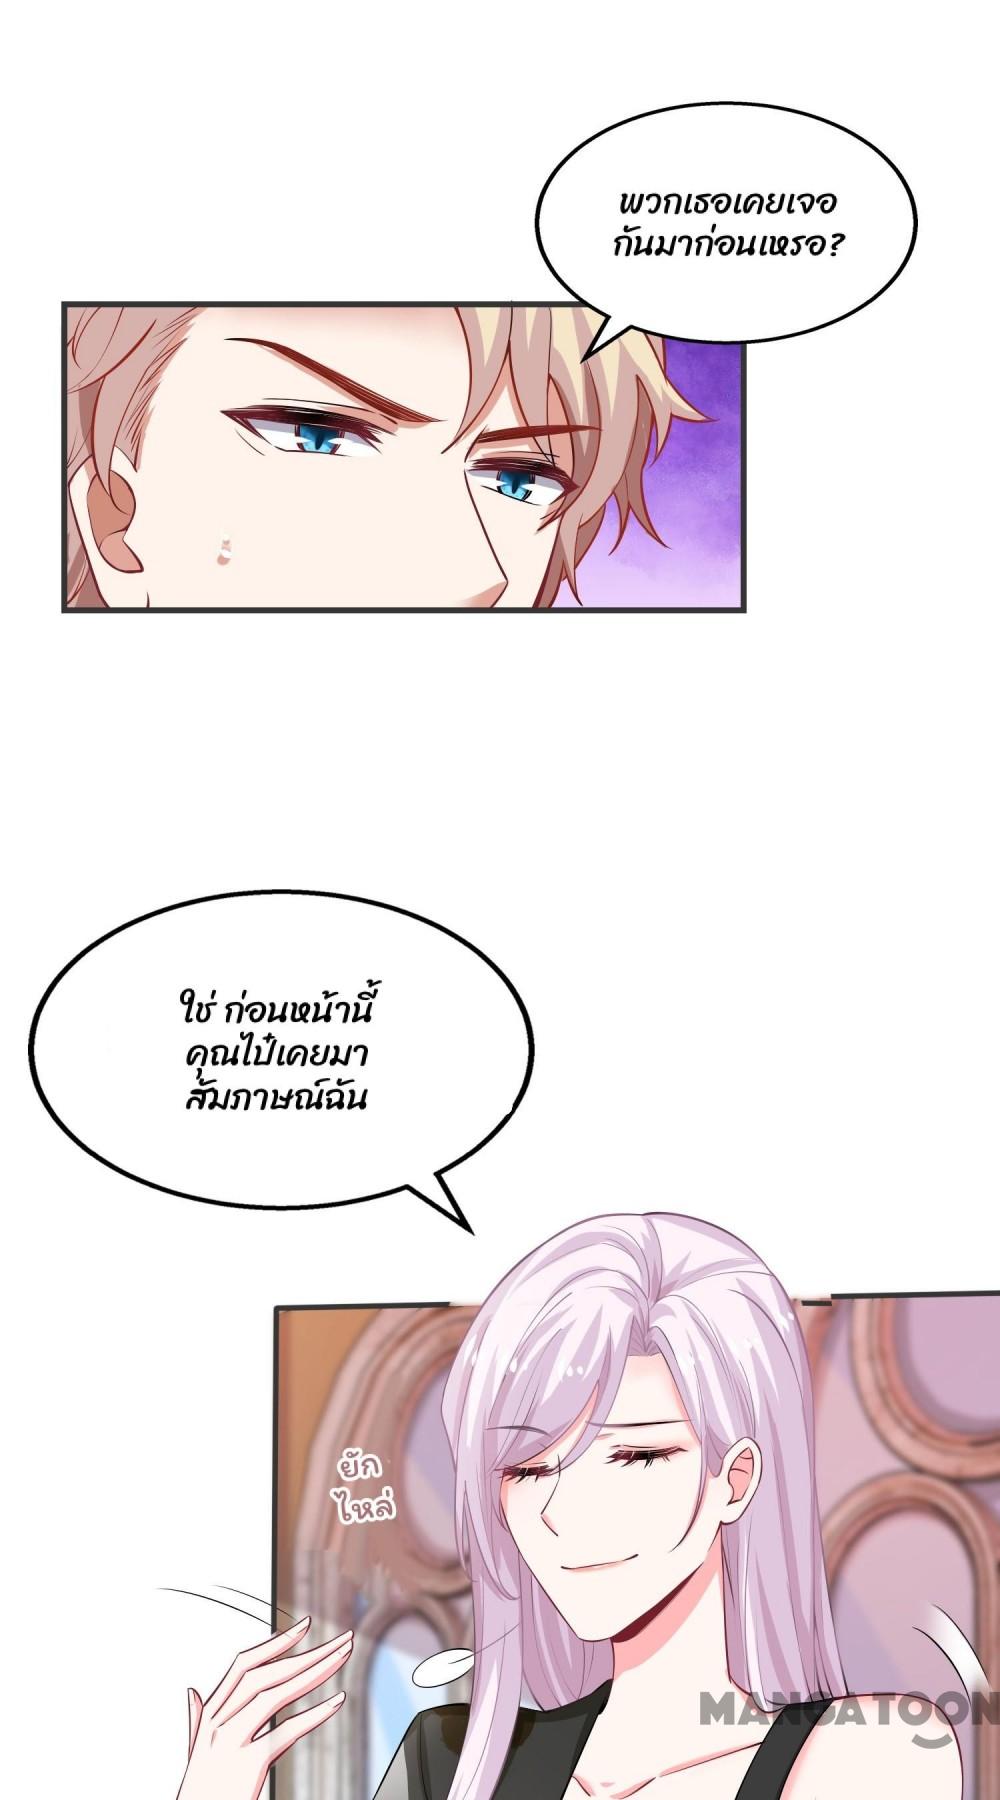 พวกเธอเคยเจอ
กันมาก่อนเหรอ?
ใช่ ก่อนหน้านี้
คุณไป๋เคยมา
สัมภาษณ์ฉัน
ยัก
ไหล่
MANGATOON